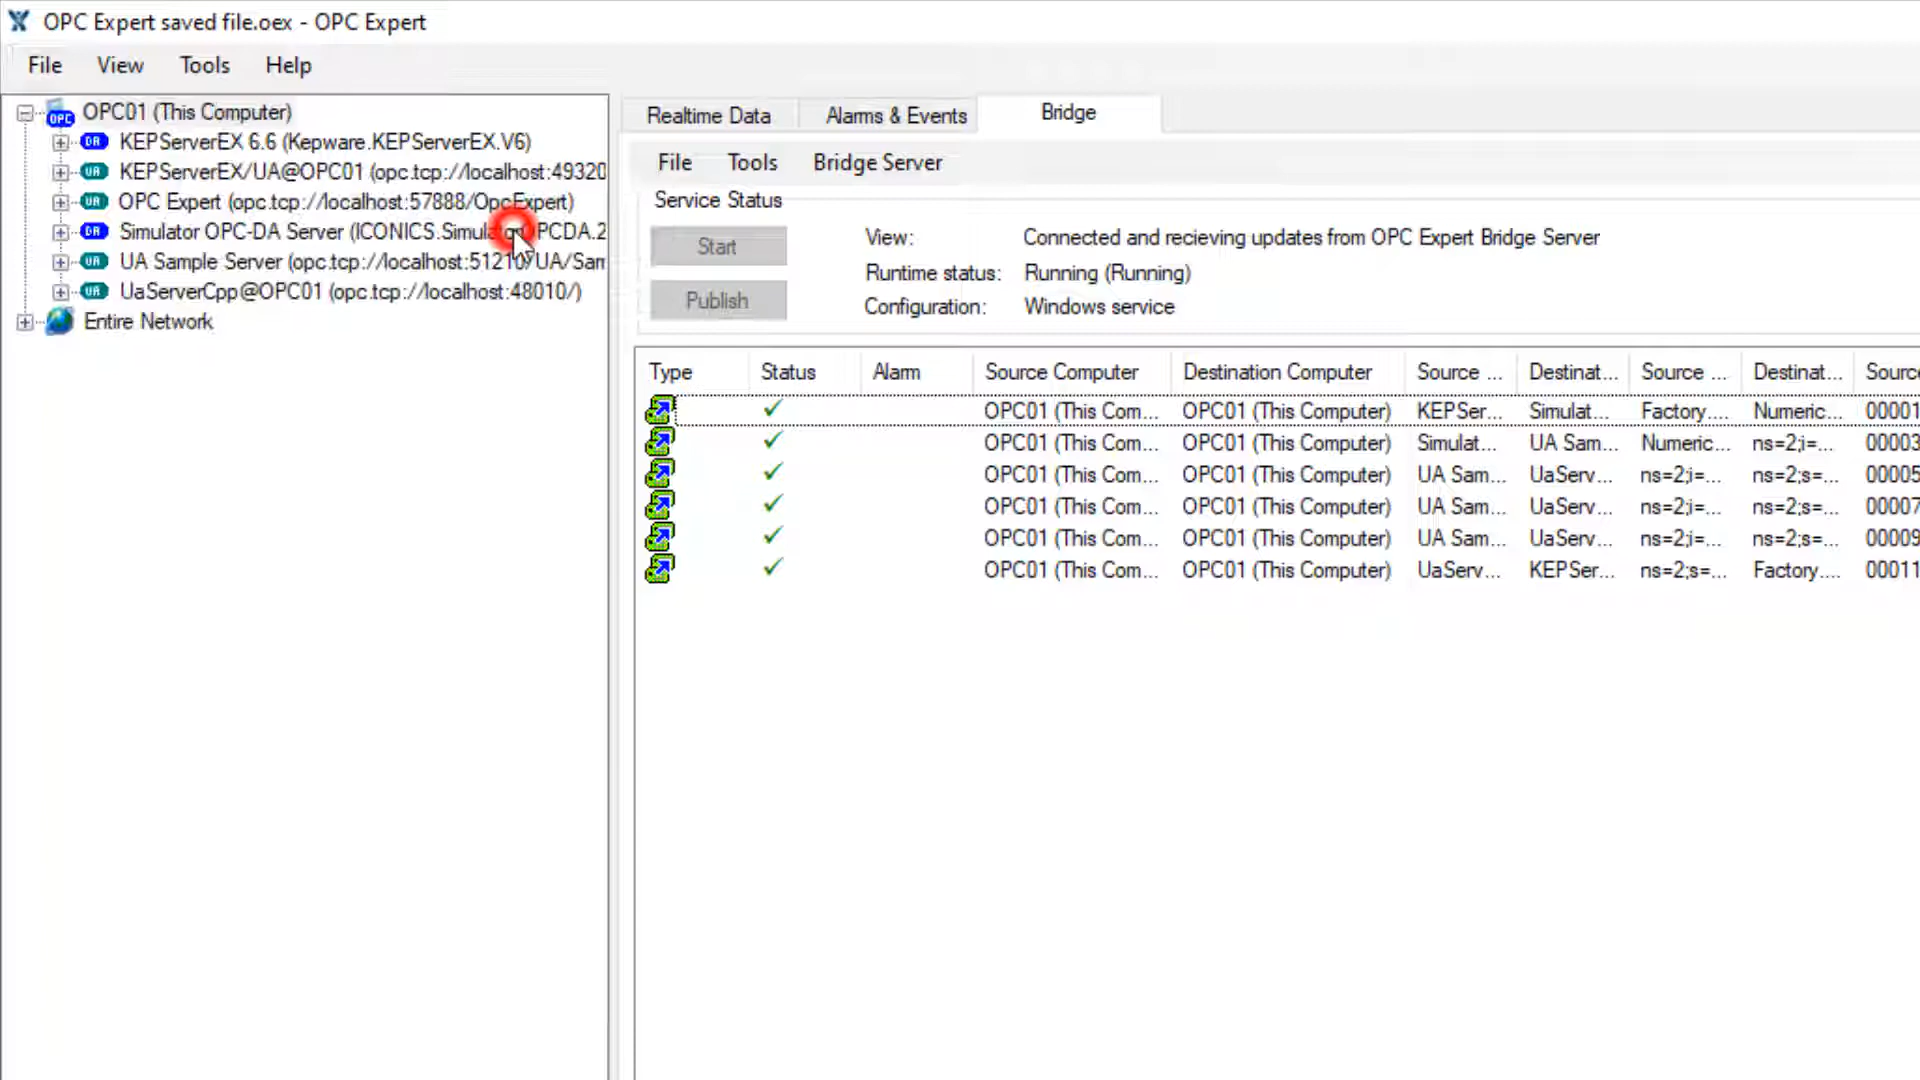 OPC Expert saved file.oex - OPC Expert
File View Tools Help
OPC01 (This Computer)
KEPServerEX 6.6 (Kepware.KEPServerEX.V6)
KEPServerEX/UA@OPC01 (opc.tcp://localhost:49320
OPC Expert (opc.tcp://localhost:57888/OpcExpert)
Simulator OPC-DA Server (ICONICS.Simulator PCDA.2
UA Sample Server (opc.tcp://localhost:51210/UA/Sam
UaServerCpp@OPC01 (opc.tcp://localhost:48010/)
Entire Network
Realtime Data Alarms & Events Bridge
File Tools Bridge Server
Service Status
Start
Publish
View: Connected and recieving updates from OPC Expert Bridge Server
Runtime status: Running (Running)
Configuration: Windows service
Type Status Alarm Source Computer Destination Computer Source ... Destinat... Source ... Destinat... Source
OPC01 (This Com... OPC01 (This Computer) KEPSer... Simulat... Factory.... Numeric... 00001
OPC01 (This Com... OPC01 (This Computer) Simulat... UA Sam... Numeric... ns=2;i=... 00003
OPC01 (This Com... OPC01 (This Computer) UA Sam... UaServ... ns=2;i=... ns=2;s=... 00005
OPC01 (This Com... OPC01 (This Computer) UA Sam... UaServ... ns=2;i=... ns=2;s=... 00007
OPC01 (This Com... OPC01 (This Computer) UA Sam... UaServ... ns=2;i=... ns=2;s=... 00009
OPC01 (This Com... OPC01 (This Computer) UaServ... KEPSer... ns=2;s=... Factory.... 00011